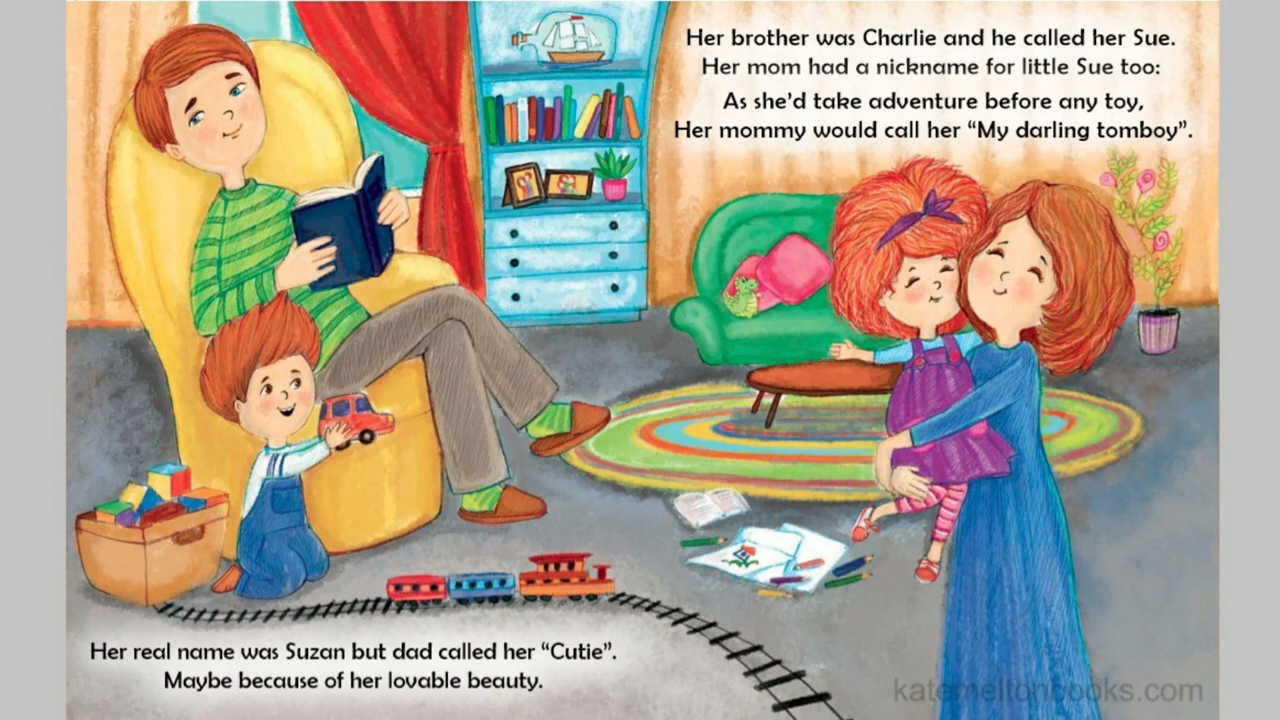 Her brother was Charlie and he called her Sue.
Her mom had a nickname for little Sue too:
As she'd take adventure before any toy,
Her mommy would call her “My darling tomboy”.
Her real name was Suzan but dad called her “Cutie”.
Maybe because of her lovable beauty.
katemeltonbooks.com